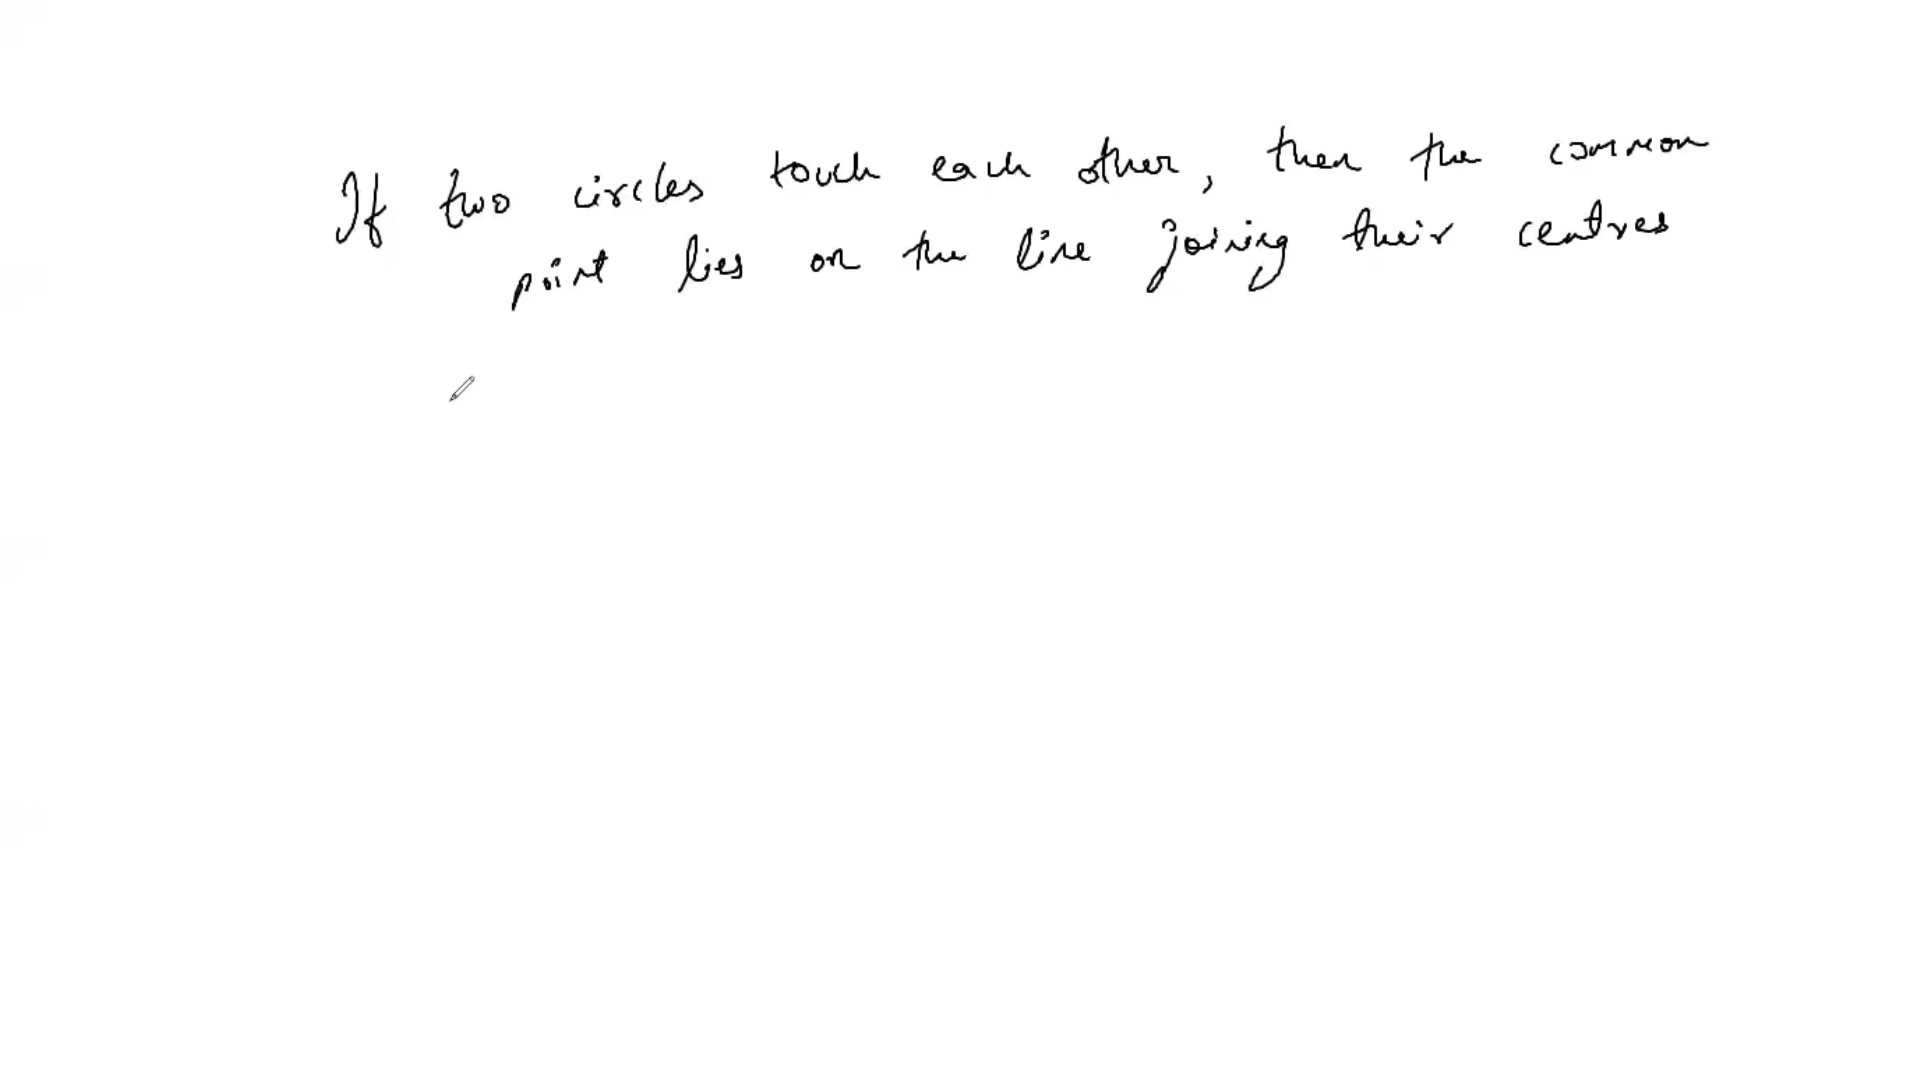 If two circles touch each other, then the common
point lies on the line joining their centres